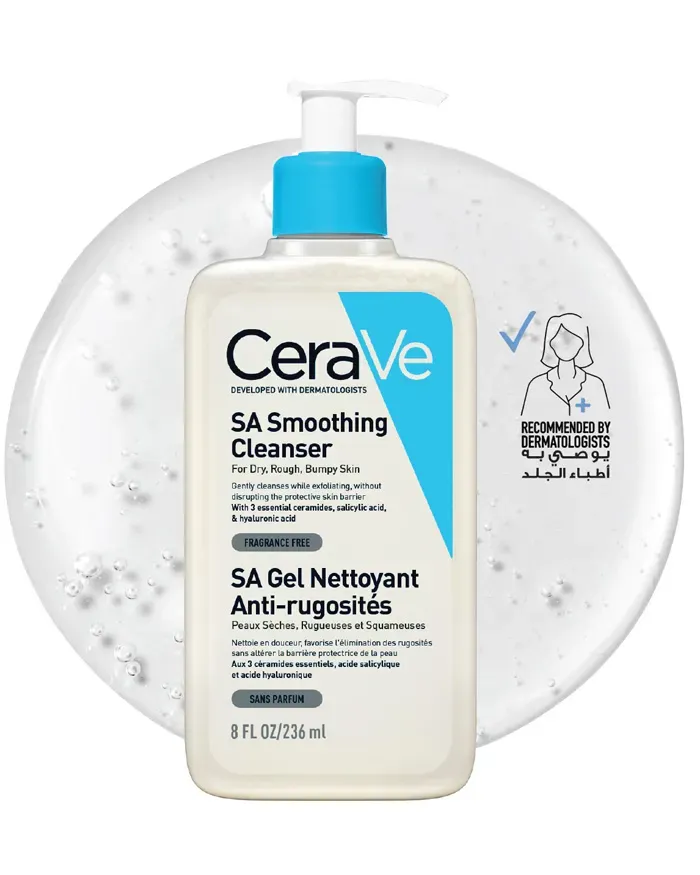 CeraVe
DEVELOPED WITH DERMATOLOGISTS
SA Smoothing
Cleanser
For Dry, Rough, Bumpy Skin
Gently cleanses while exfoliating, without
disrupting the protective skin barrier
With 3 essential ceramides, salicylic acid,
& hyaluronic acid
FRAGRANCE FREE
SA Gel Nettoyant
Anti-rugosités
Peaux Sèches, Rugueuses et Squameuses
Nettoie en douceur, favorise l'élimination des rugosités
sans altérer la barrière protectrice de la peau
Aux 3 céramides essentiels, acide salicylique
et acide hyaluronique
SANS PARFUM
8 FL OZ/236 ml
RECOMMENDED BY
DERMATOLOGISTS
يوصي به
أطباء الجلد